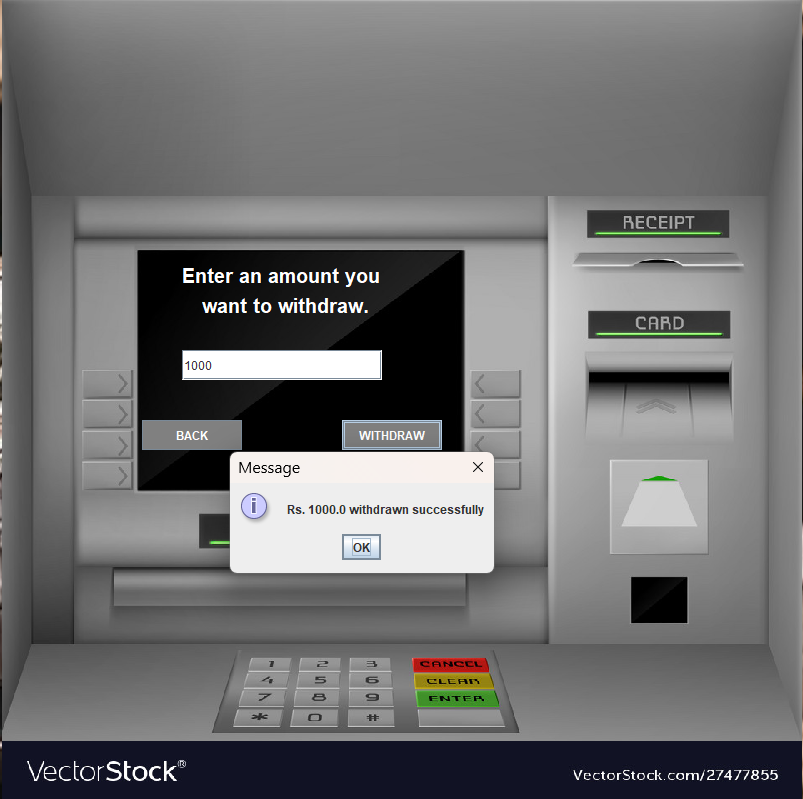 RECEIPT
Enter an amount you
want to withdraw.
CARD
1000
BACK
WITHDRAW
Message
Rs. 1000.0 withdrawn successfully
OK
1 2 3 CANCEL
4 5 6 CLEAR
7 8 9 ENTER
* 0 #
VectorStock®
VectorStock.com/27477855